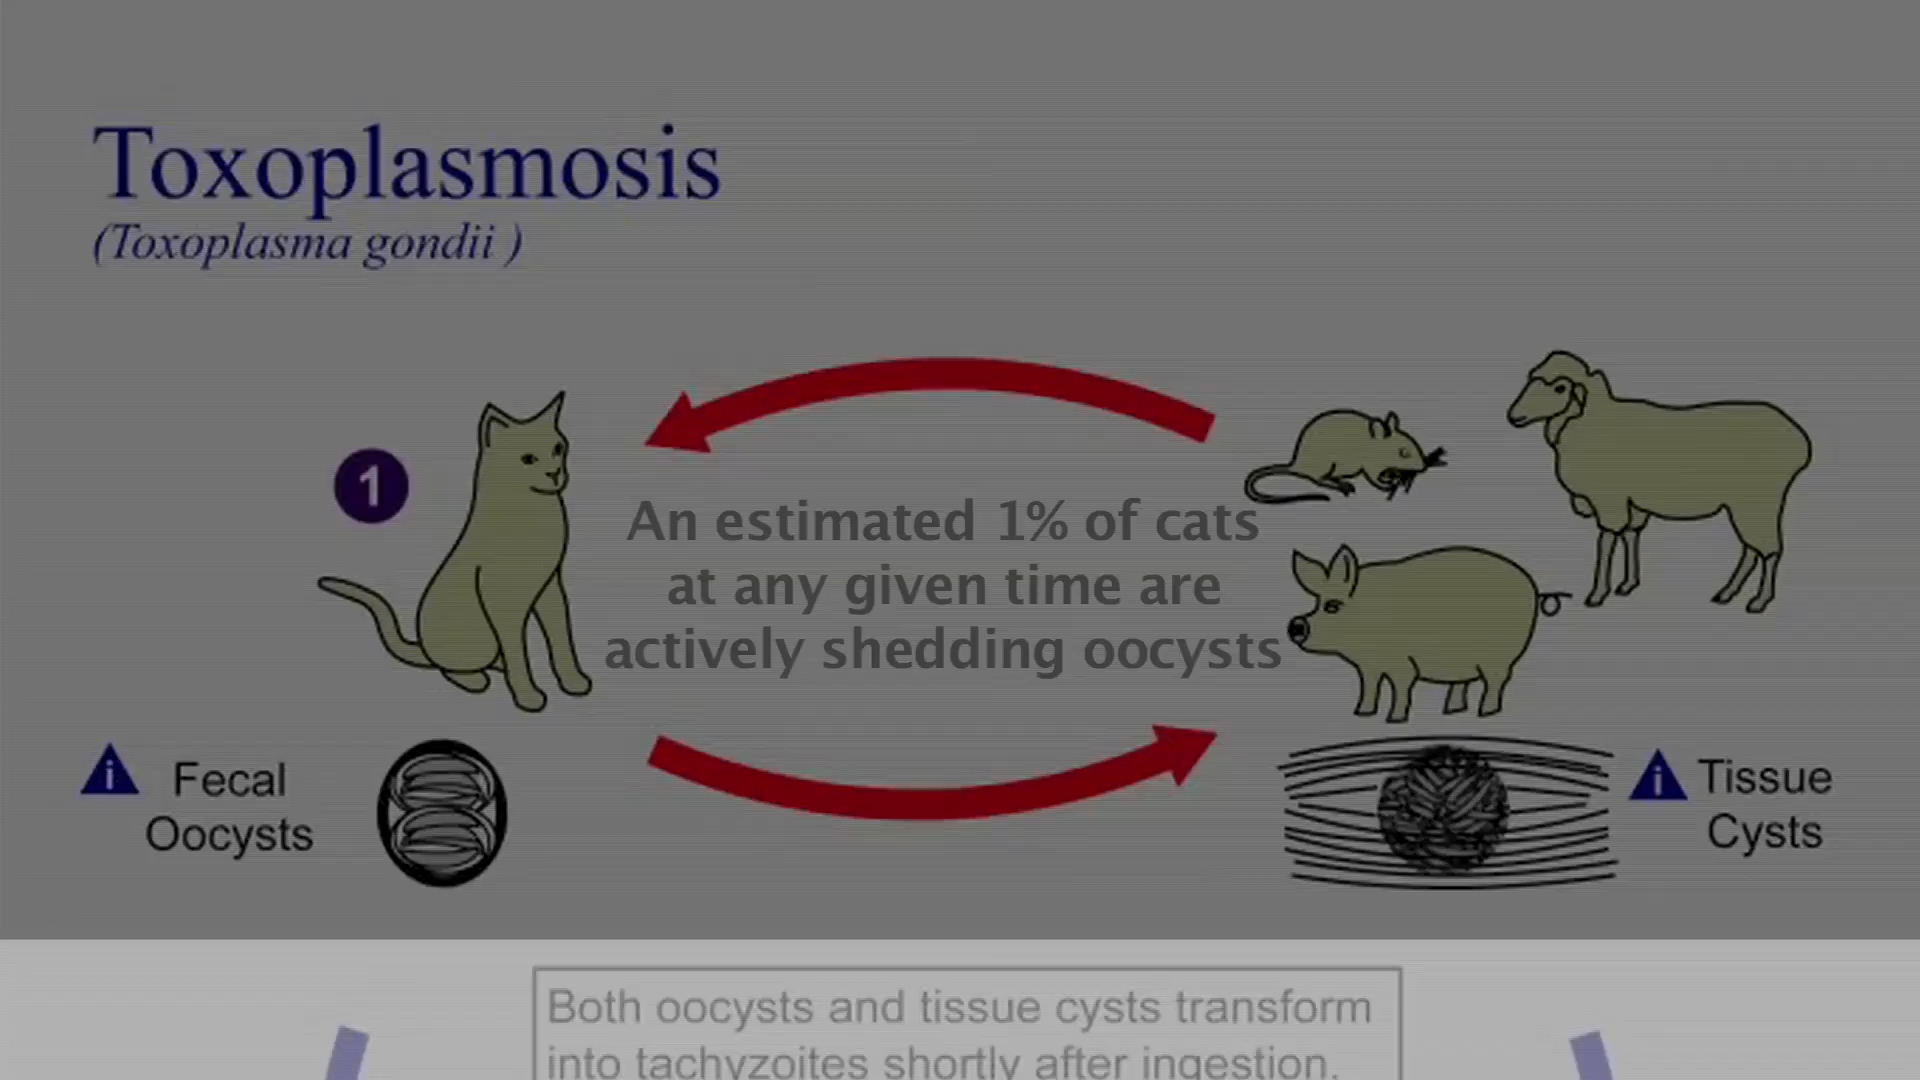 Toxoplasmosis
(Toxoplasma gondii )
1
An estimated 1% of cats
at any given time are
actively shedding oocysts
i
Fecal
Oocysts
i
Tissue
Cysts
Both oocysts and tissue cysts transform
into tachyzoites shortly after ingestion.